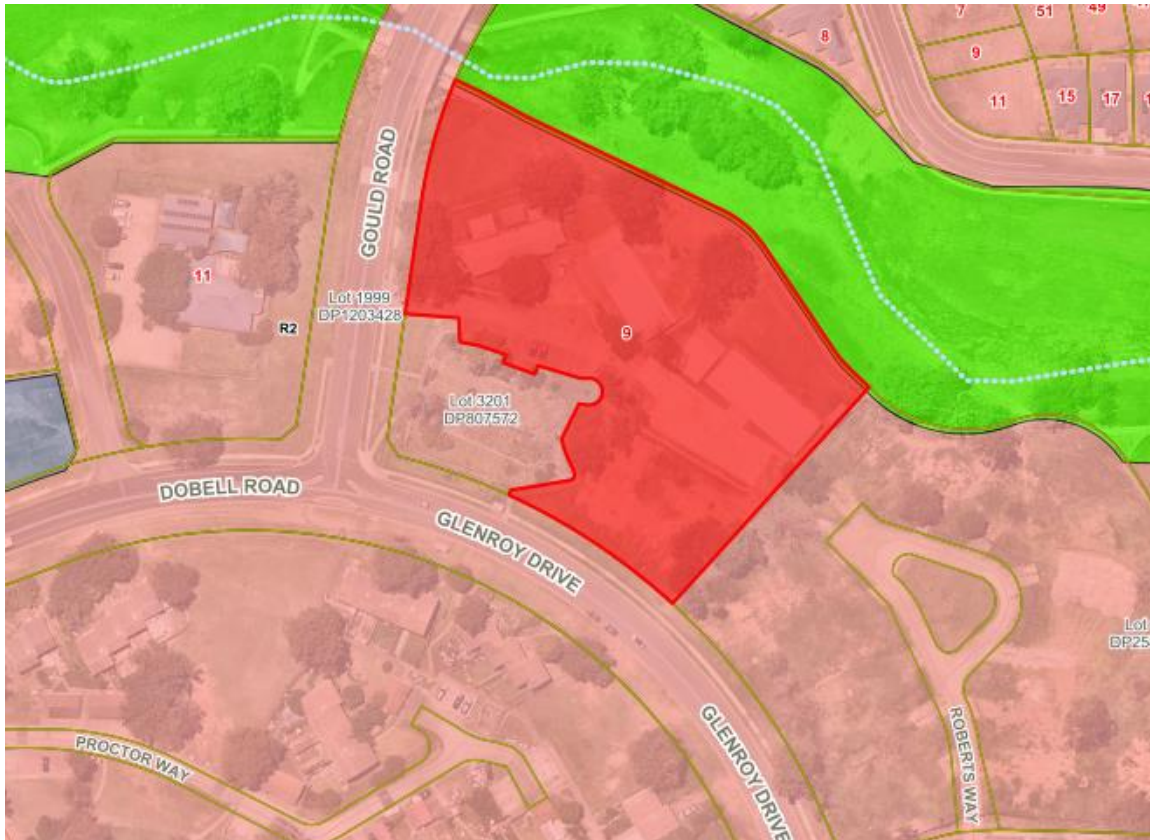 7
51
49
8
9
11
15
17
GOULD ROAD
11
Lot 1999
DP1203428
R2
9
Lot 3201
DP807572
DOBELL ROAD
GLENROY DRIVE
Lot
DP25
GLENROY DRIVE
ROBERTS WAY
PROCTOR WAY